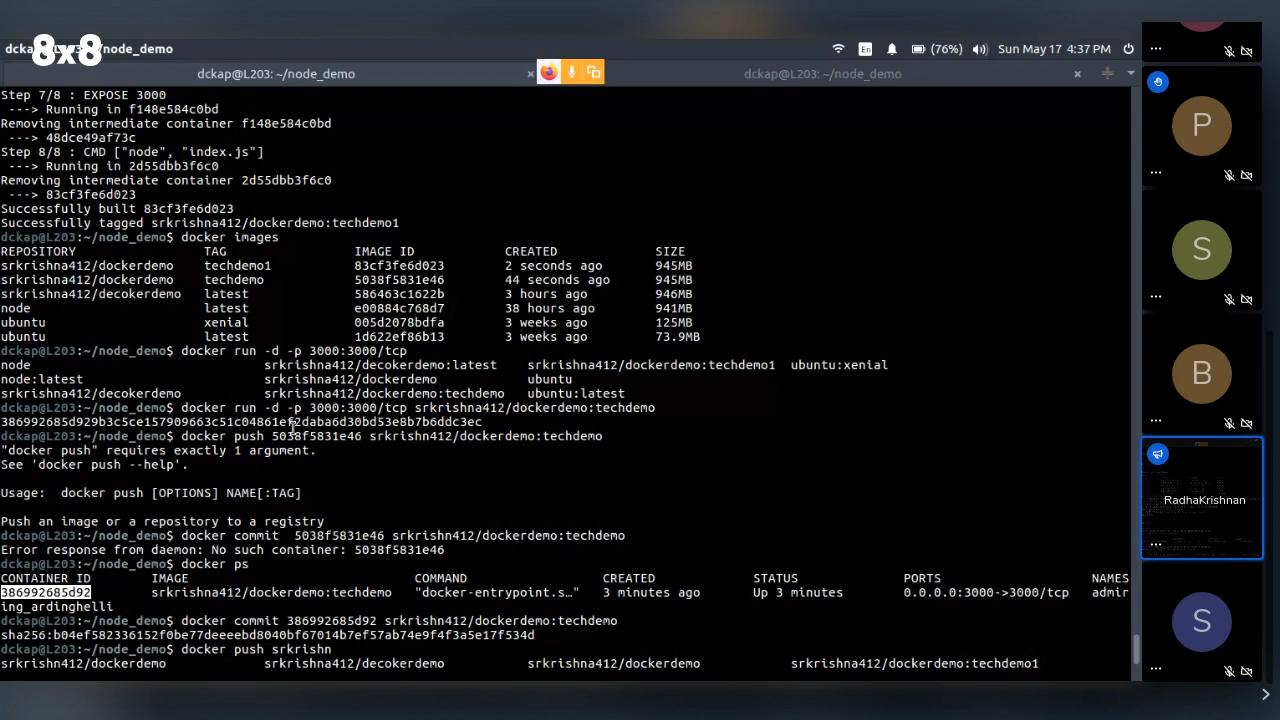 8x8
dcka
/node_demo
En
(76%)
Sun May 17 4:37 PM
dckap@L203: ~/node_demo
×
dckap@L203: ~/node_demo
×
Step 7/8 : EXPOSE 3000
 ---> Running in f148e584c0bd
Removing intermediate container f148e584c0bd
 ---> 48dce49af73c
Step 8/8 : CMD ["node", "index.js"]
 ---> Running in 2d55dbb3f6c0
Removing intermediate container 2d55dbb3f6c0
 ---> 83cf3fe6d023
Successfully built 83cf3fe6d023
Successfully tagged srkrishna412/dockerdemo:techdemo1
dckap@L203:~/node_demo$ docker images
REPOSITORY TAG IMAGE ID CREATED SIZE
srkrishna412/dockerdemo techdemo1 83cf3fe6d023 2 seconds ago 945MB
srkrishna412/dockerdemo techdemo 5038f5831e46 44 seconds ago 945MB
srkrishna412/decokerdemo latest 586463c1622b 3 hours ago 946MB
node latest e00884c768d7 38 hours ago 941MB
ubuntu xenial 005d2078bdfa 3 weeks ago 125MB
ubuntu latest 1d622ef86b13 3 weeks ago 73.9MB
dckap@L203:~/node_demo$ docker run -d -p 3000:3000/tcp
node srkrishna412/decokerdemo:latest srkrishna412/dockerdemo:techdemo1 ubuntu:xenial
node:latest srkrishna412/dockerdemo ubuntu
srkrishna412/decokerdemo srkrishna412/dockerdemo:techdemo ubuntu:latest
dckap@L203:~/node_demo$ docker run -d -p 3000:3000/tcp srkrishna412/dockerdemo:techdemo
386992685d929b3c5ce157909663c51c04861ef2daba6d30bd53e8b7b6ddc3ec
dckap@L203:~/node_demo$ docker push 5038f5831e46 srkrishn412/dockerdemo:techdemo
"docker push" requires exactly 1 argument.
See 'docker push --help'.
Usage:  docker push [OPTIONS] NAME[:TAG]
Push an image or a repository to a registry
dckap@L203:~/node_demo$ docker commit  5038f5831e46 srkrishna412/dockerdemo:techdemo
Error response from daemon: No such container: 5038f5831e46
dckap@L203:~/node_demo$ docker ps
CONTAINER ID IMAGE COMMAND CREATED STATUS PORTS NAMES
386992685d92 srkrishna412/dockerdemo:techdemo "docker-entrypoint.s…" 3 minutes ago Up 3 minutes 0.0.0.0:3000->3000/tcp admir
ing_ardinghelli
dckap@L203:~/node_demo$ docker commit 386992685d92 srkrishna412/dockerdemo:techdemo
sha256:b04ef582336152f0be77deeeebd8040bf67014b7ef57ab74e9f4f3a5e17f534d
dckap@L203:~/node_demo$ docker push srkrishn
srkrishna412/dockerdemo srkrishna412/decokerdemo srkrishna412/dockerdemo srkrishna412/dockerdemo:techdemo1
P
S
B
RadhaKrishnan
S